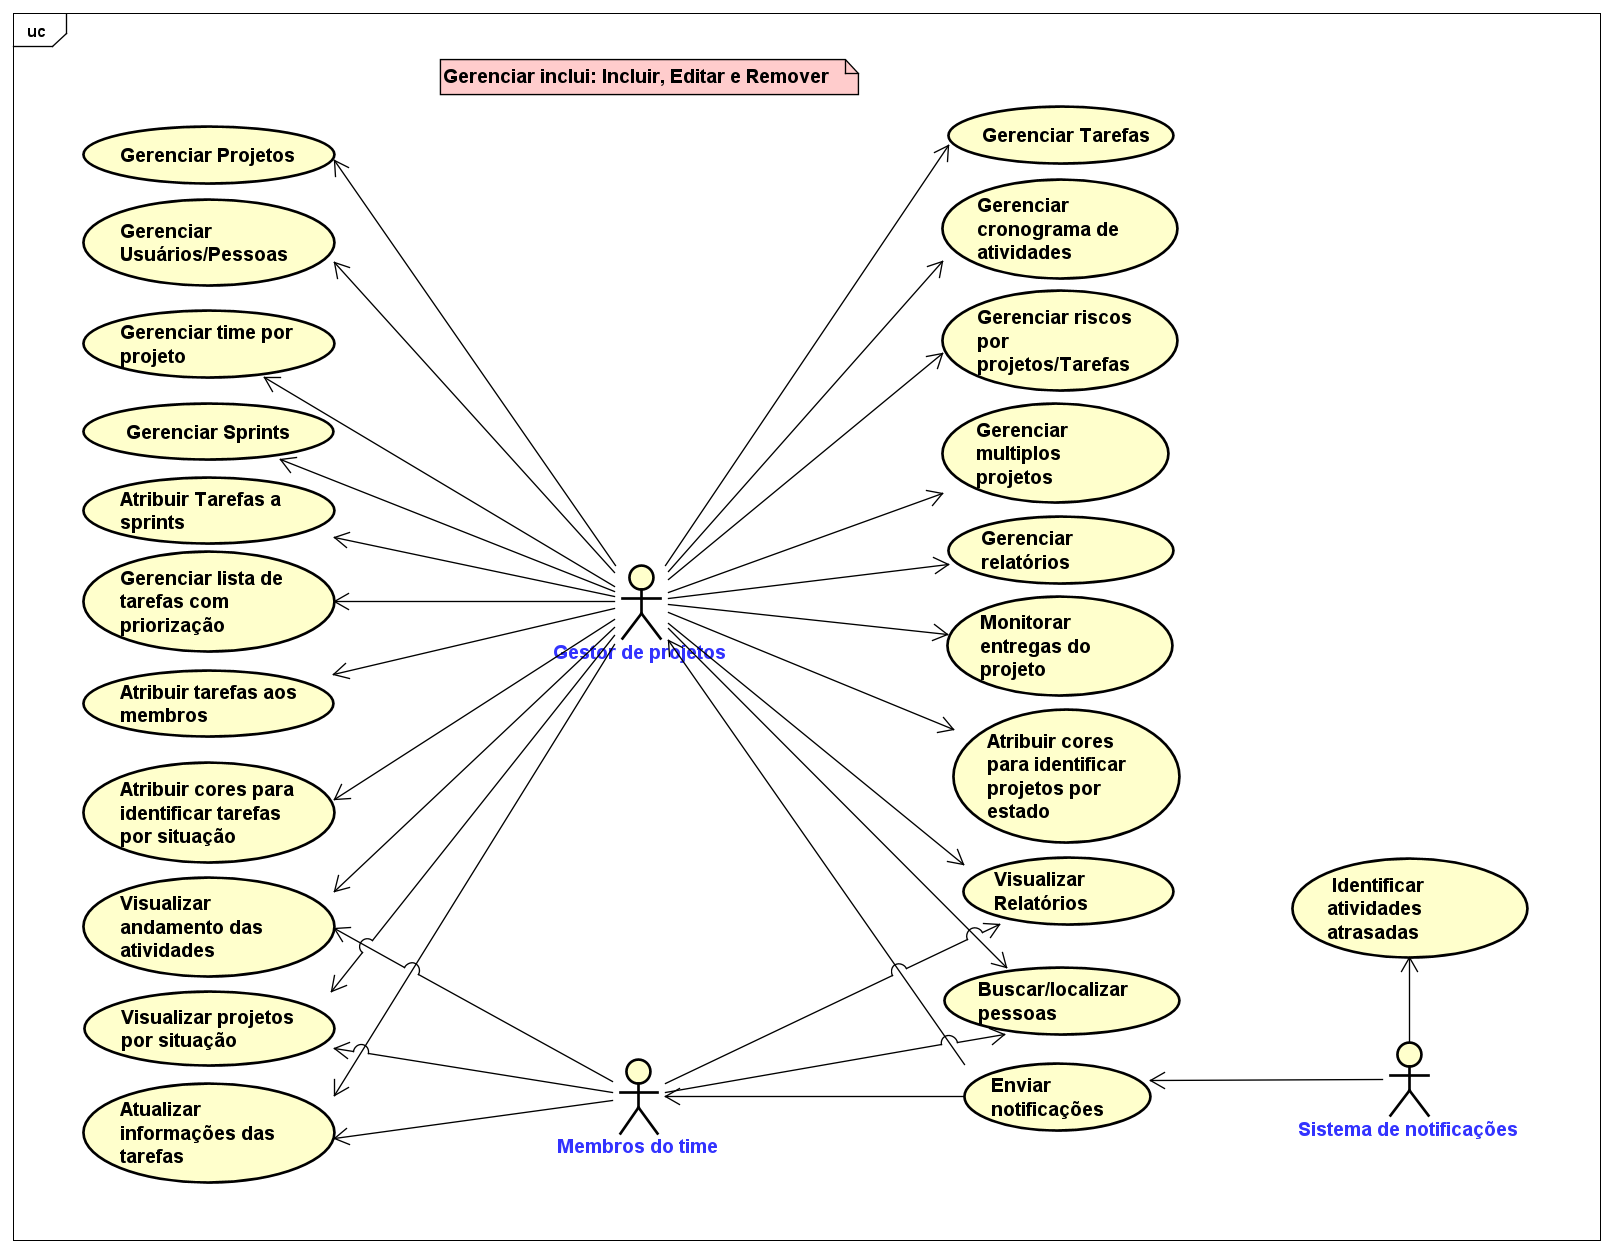 uc
Gerenciar inclui: Incluir, Editar e Remover
Gerenciar Projetos
Gerenciar
Usuários/Pessoas
Gerenciar time por
projeto
Gerenciar Sprints
Atribuir Tarefas a
sprints
Gerenciar lista de
tarefas com
priorização
Atribuir tarefas aos
membros
Atribuir cores para
identificar tarefas
por situação
Visualizar
andamento das
atividades
Visualizar projetos
por situação
Atualizar
informações das
tarefas
Gestor de projetos
Membros do time
Gerenciar Tarefas
Gerenciar
cronograma de
atividades
Gerenciar riscos
por
projetos/Tarefas
Gerenciar
multiplos
projetos
Gerenciar
relatórios
Monitorar
entregas do
projeto
Atribuir cores
para identificar
projetos por
estado
Visualizar
Relatórios
Buscar/localizar
pessoas
Enviar
notificações
Identificar
atividades
atrasadas
Sistema de notificações